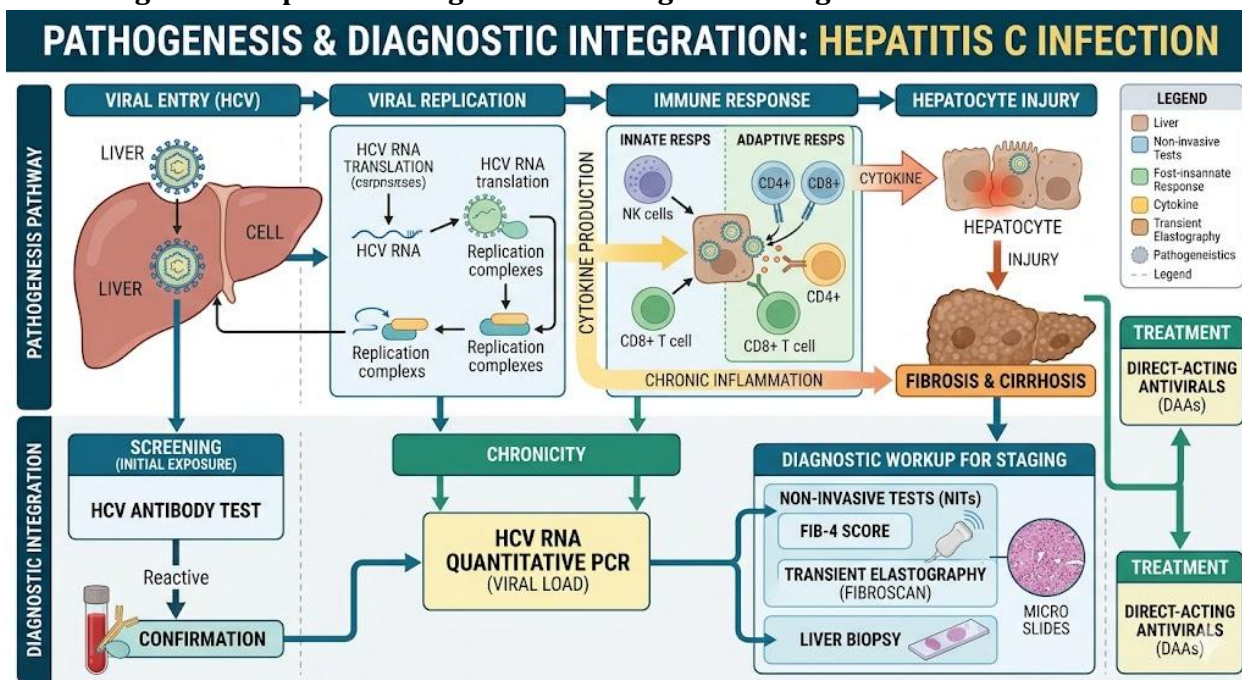 PATHOGENESIS & DIAGNOSTIC INTEGRATION: HEPATITIS C INFECTION
PATHOGENESIS PATHWAY
VIRAL ENTRY (HCV)
LIVER
CELL
LIVER
VIRAL REPLICATION
HCV RNA
TRANSLATION
HCV RNA
translation
HCV RNA
Replication
complexes
Replication
complexs
Replication
complexes
CYTOKINE PRODUCTION
IMMUNE RESPONSE
INNATE RESPS
NK cells
CD8+ T cell
ADAPTIVE RESPS
CD4+
CD8+
CD4+
CD8+ T cell
CYTOKINE
CHRONIC INFLAMMATION
HEPATOCYTE INJURY
HEPATOCYTE
INJURY
FIBROSIS & CIRRHOSIS
LEGEND
Liver
Non-invasive
Tests
Fost-insannate
Response
Cytokine
Transient
Elastography
Pathogeneistics
Legend
TREATMENT
DIRECT-ACTING
ANTIVIRALS
(DAAs)
DIAGNOSTIC INTEGRATION
SCREENING
(INITIAL EXPOSURE)
HCV ANTIBODY TEST
Reactive
CONFIRMATION
CHRONICITY
HCV RNA
QUANTITATIVE PCR
(VIRAL LOAD)
DIAGNOSTIC WORKUP FOR STAGING
NON-INVASIVE TESTS (NITs)
FIB-4 SCORE
TRANSIENT ELASTOGRAPHY
(FIBROSCAN)
LIVER BIOPSY
MICRO
SLIDES
TREATMENT
DIRECT-ACTING
ANTIVIRALS
(DAAs)